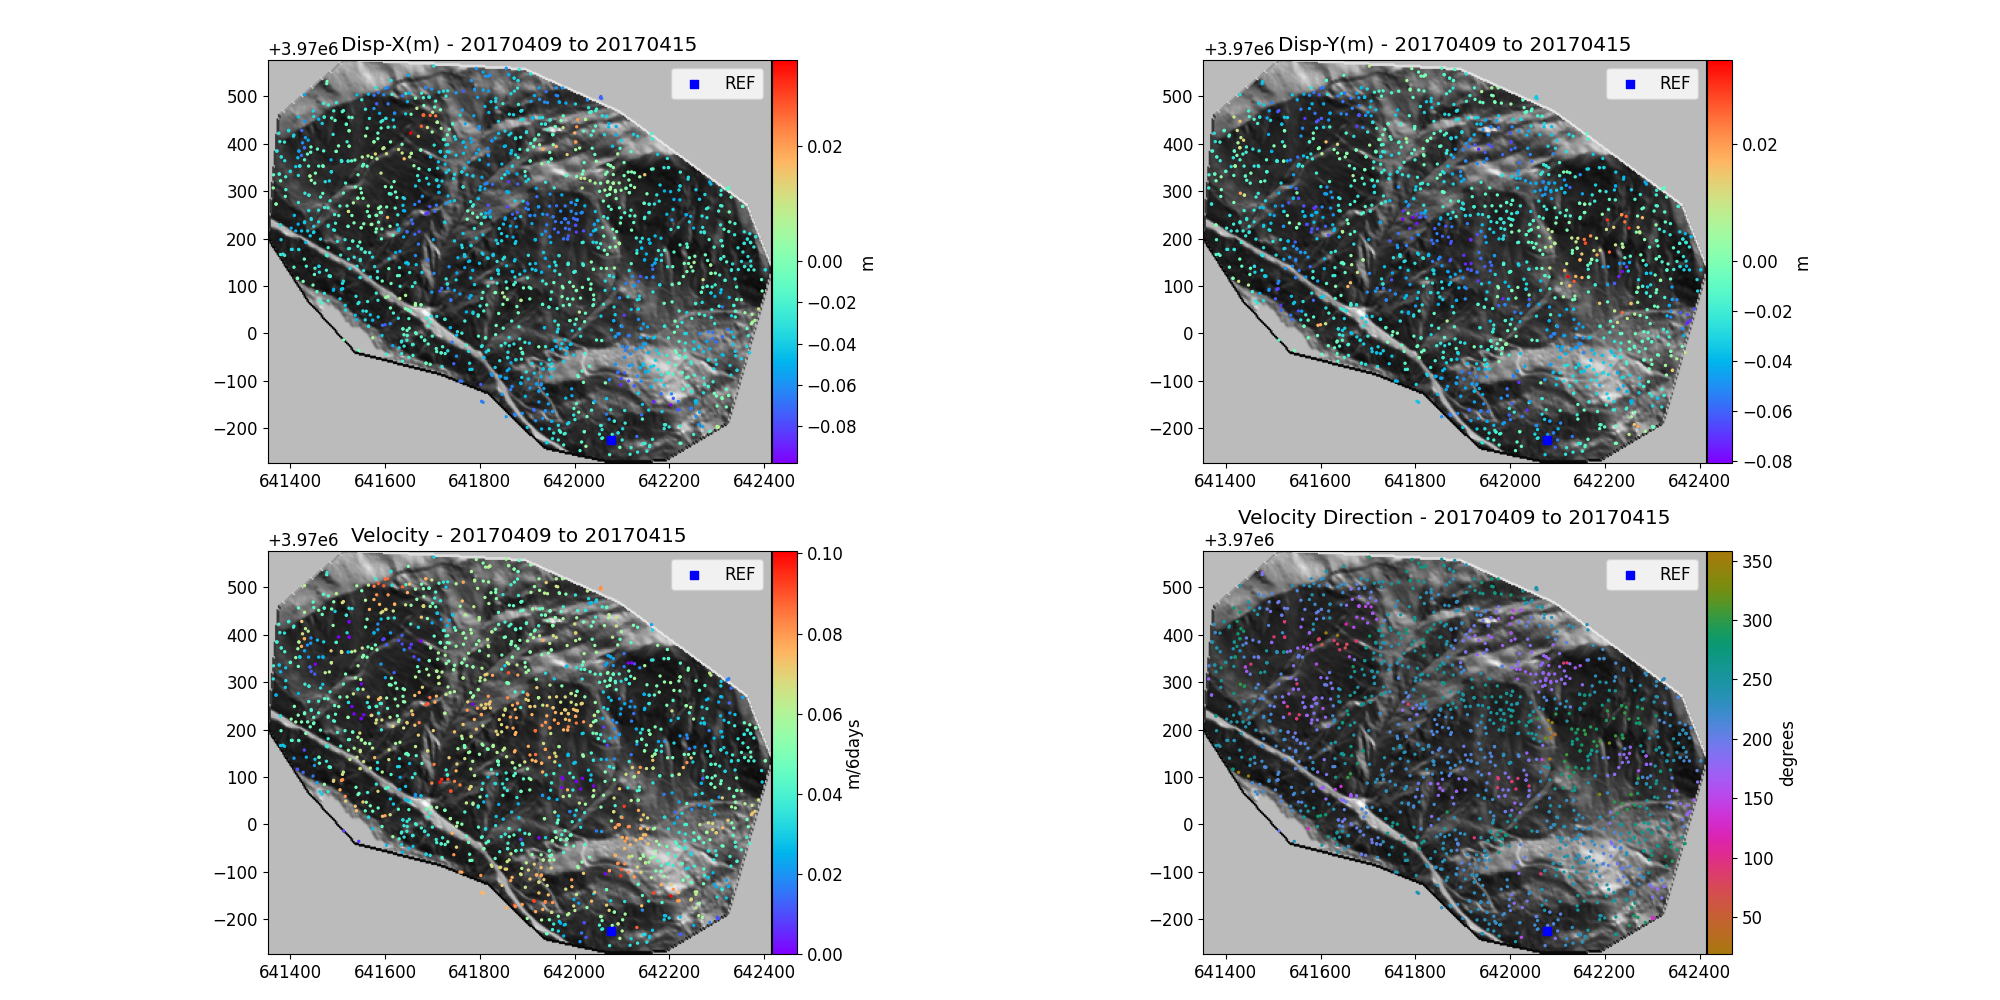 Disp-X(m) - 20170409 to 20170415
+3.97e6
REF
500
400
300
200
100
0
−100
−200
641400 641600 641800 642000 642200 642400
0.02
0.00
−0.02
−0.04
−0.06
−0.08
m
Disp-Y(m) - 20170409 to 20170415
+3.97e6
REF
500
400
300
200
100
0
−100
−200
641400 641600 641800 642000 642200 642400
0.02
0.00
−0.02
−0.04
−0.06
−0.08
m
Velocity - 20170409 to 20170415
+3.97e6
REF
500
400
300
200
100
0
−100
−200
641400 641600 641800 642000 642200 642400
0.10
0.08
0.06
0.04
0.02
0.00
m/6days
Velocity Direction - 20170409 to 20170415
+3.97e6
REF
500
400
300
200
100
0
−100
−200
641400 641600 641800 642000 642200 642400
350
300
250
200
150
100
50
degrees